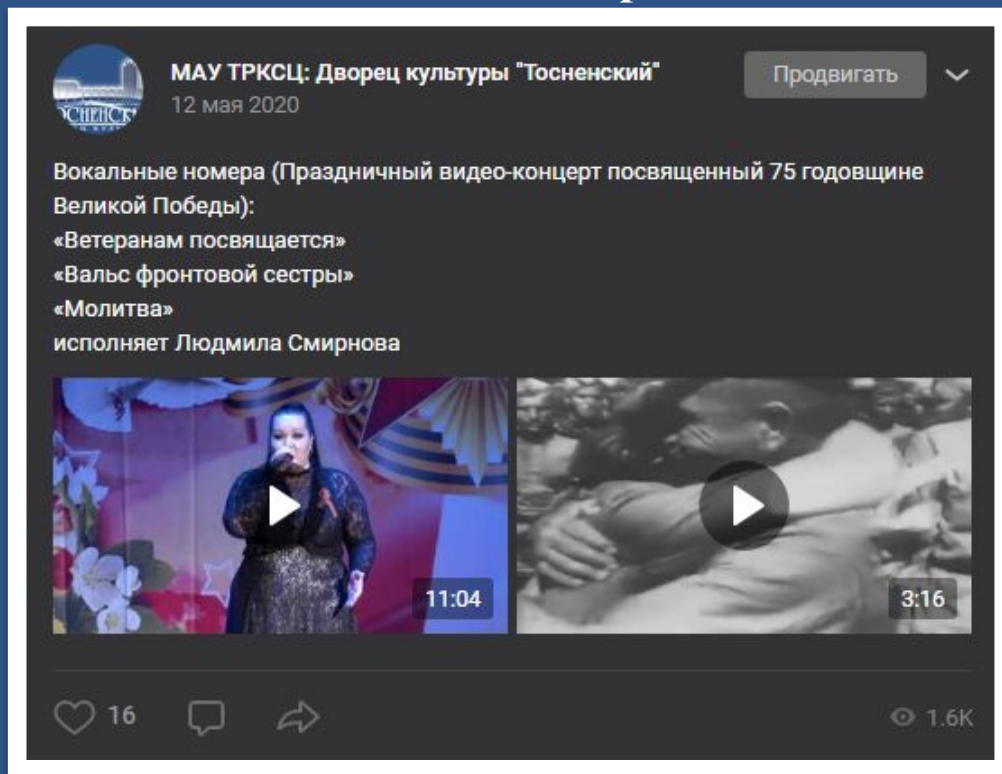 МАУ ТРКСЦ: Дворец культуры "Тосненский"
Продвигать
12 мая 2020
Вокальные номера (Праздничный видео-концерт посвященный 75 годовщине
Великой Победы):
«Ветеранам посвящается»
«Вальс фронтовой сестры»
«Молитва»
исполняет Людмила Смирнова
11:04
3:16
16
1.6K